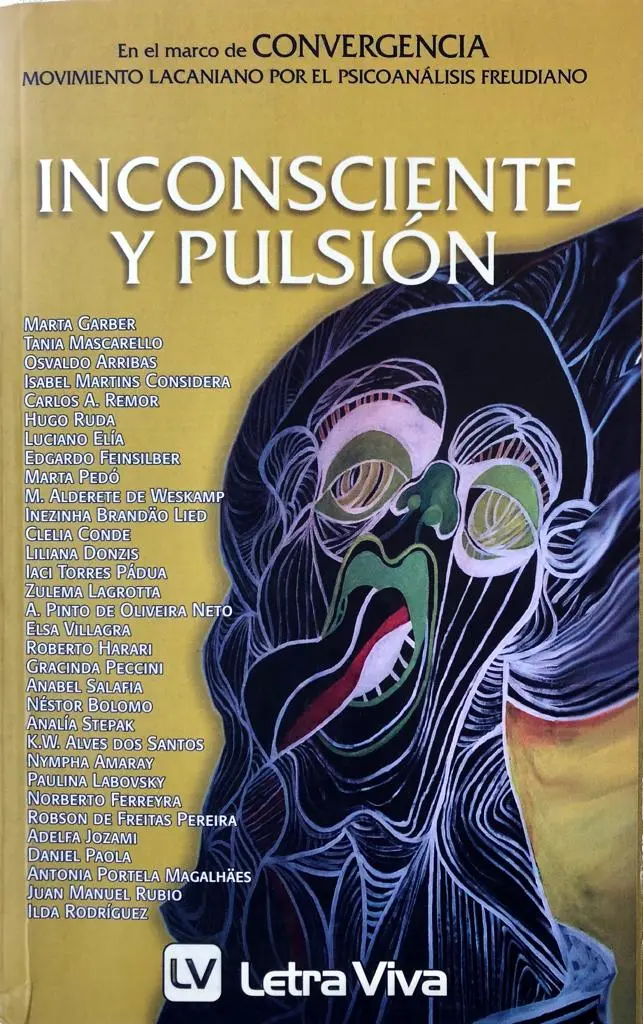 En el marco de CONVERGENCIA
MOVIMIENTO LACANIANO POR EL PSICOANÁLISIS FREUDIANO
INCONSCIENTE
Y PULSIÓN
MARTA GARBER
TANIA MASCARELLO
OSVALDO ARRIBAS
ISABEL MARTINS CONSIDERA
CARLOS A. REMOR
HUGO RUDA
LUCIANO ELÍA
EDGARDO FEINSILBER
MARTA PEDÓ
M. ALDERETE DE WESKAMP
INEZINHA BRANDÄO LIED
CLELIA CONDE
LILIANA DONZIS
IACI TORRES PÁDUA
ZULEMA LAGROTTA
A. PINTO DE OLIVEIRA NETO
ELSA VILLAGRA
ROBERTO HARARI
GRACINDA PECCINI
ANABEL SALAFIA
NÉSTOR BOLOMO
ANALÍA STEPAK
K.W. ALVES DOS SANTOS
NYMPHA AMARAY
PAULINA LABOVSKY
NORBERTO FERREYRA
ROBSON DE FREITAS PEREIRA
ADELFA JOZAMI
DANIEL PAOLA
ANTONIA PORTELA MAGALHÄES
JUAN MANUEL RUBIO
ILDA RODRÍGUEZ
LV Letra Viva